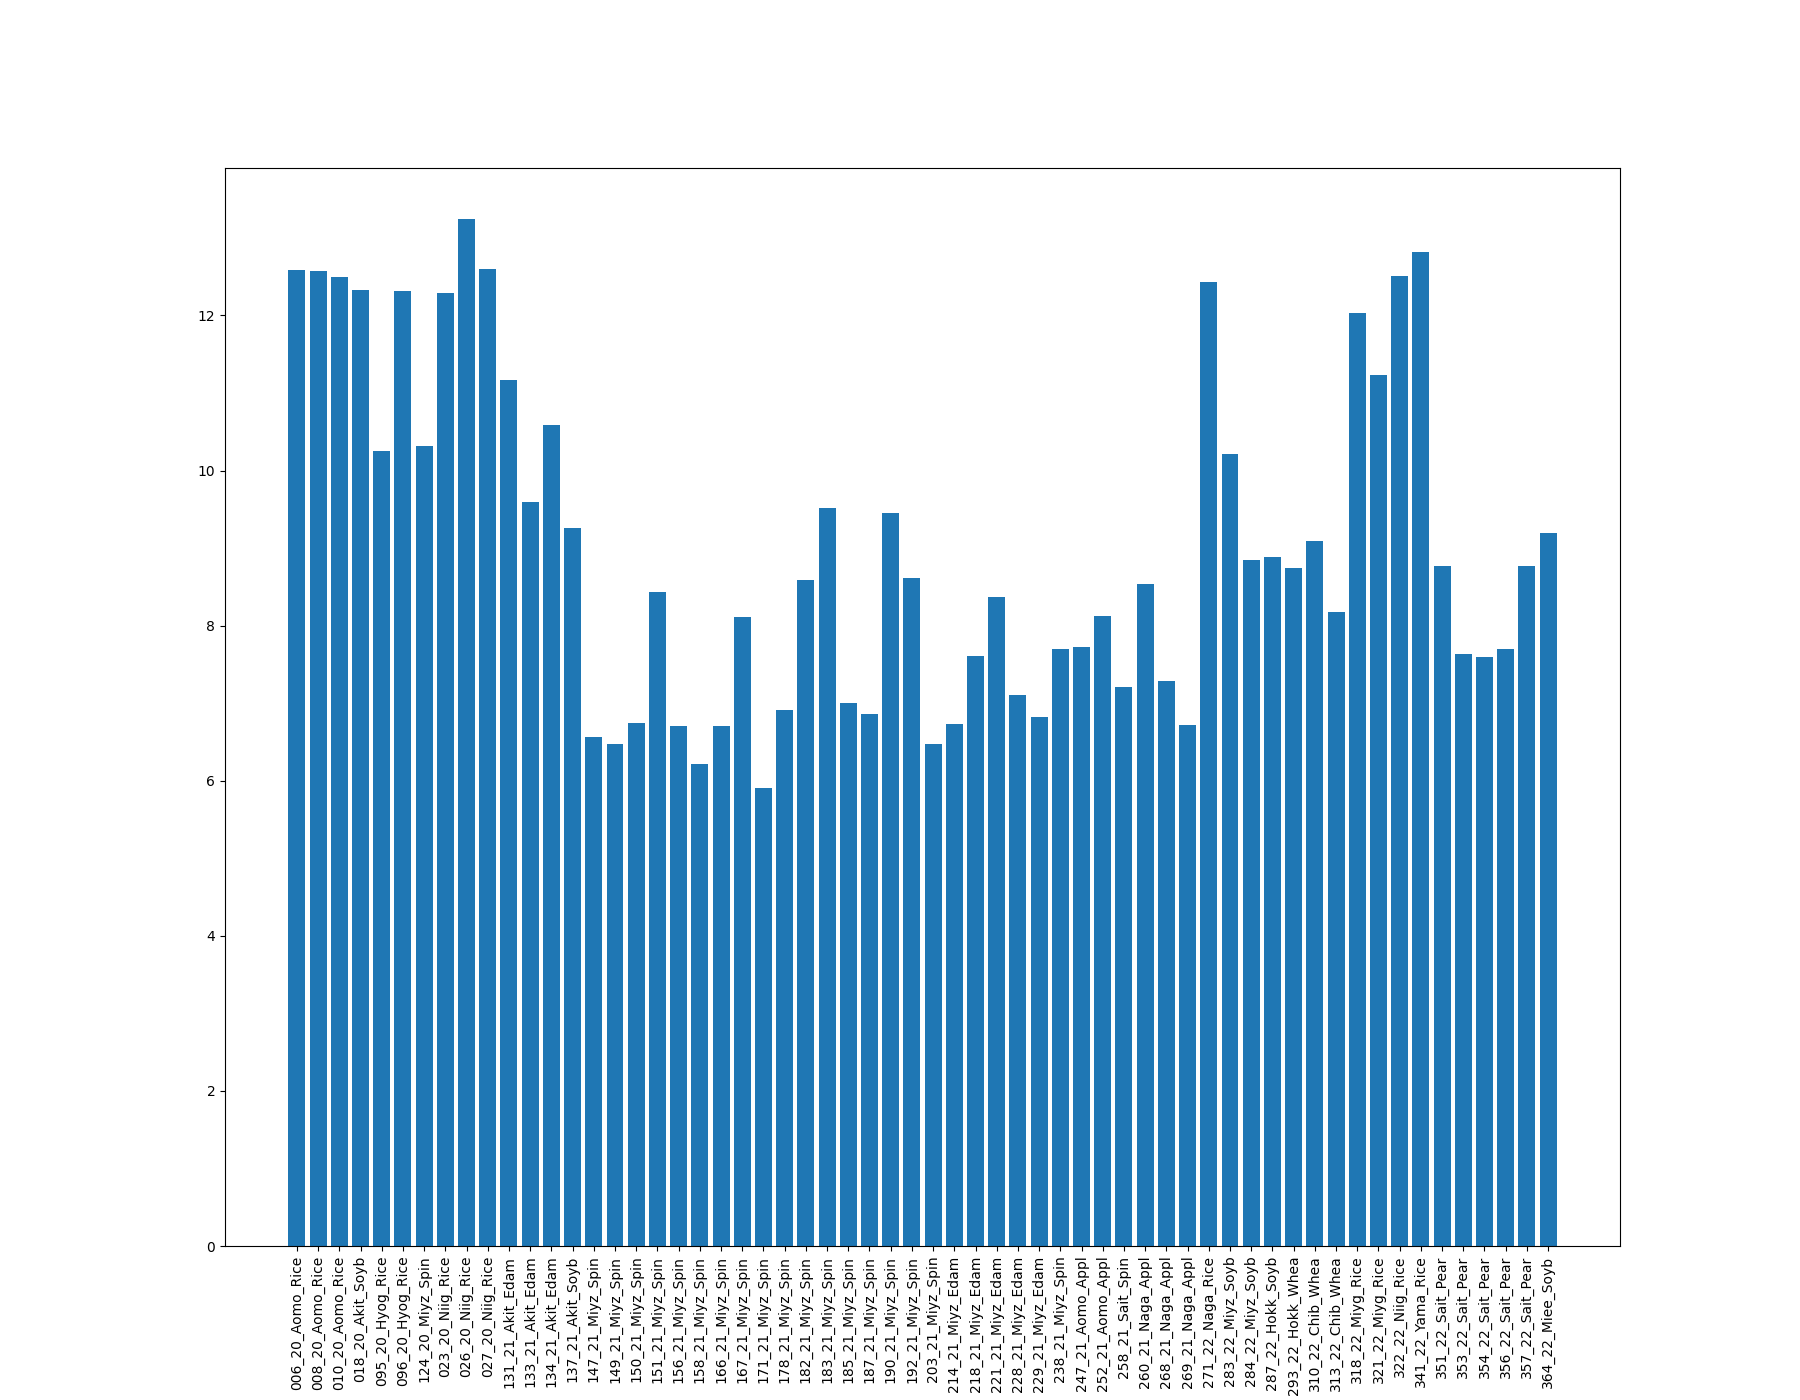 12
10
8
6
4
2
0
006_20_Aomo_Rice
008_20_Aomo_Rice
010_20_Aomo_Rice
018_20_Akit_Soyb
095_20_Hyog_Rice
096_20_Hyog_Rice
124_20_Miyz_Spin
023_20_Niig_Rice
026_20_Niig_Rice
027_20_Niig_Rice
131_21_Akit_Edam
133_21_Akit_Edam
134_21_Akit_Edam
137_21_Akit_Soyb
147_21_Miyz_Spin
149_21_Miyz_Spin
150_21_Miyz_Spin
151_21_Miyz_Spin
156_21_Miyz_Spin
158_21_Miyz_Spin
166_21_Miyz_Spin
167_21_Miyz_Spin
171_21_Miyz_Spin
178_21_Miyz_Spin
182_21_Miyz_Spin
183_21_Miyz_Spin
185_21_Miyz_Spin
187_21_Miyz_Spin
190_21_Miyz_Spin
192_21_Miyz_Spin
203_21_Miyz_Spin
214_21_Miyz_Edam
218_21_Miyz_Edam
221_21_Miyz_Edam
228_21_Miyz_Edam
229_21_Miyz_Edam
238_21_Miyz_Spin
247_21_Aomo_Appl
252_21_Aomo_Appl
258_21_Sait_Spin
260_21_Naga_Appl
268_21_Naga_Appl
269_21_Naga_Appl
271_22_Naga_Rice
283_22_Miyz_Soyb
284_22_Miyz_Soyb
287_22_Hokk_Soyb
293_22_Hokk_Whea
310_22_Chib_Whea
313_22_Chib_Whea
318_22_Miyg_Rice
321_22_Miyg_Rice
322_22_Niig_Rice
341_22_Yama_Rice
351_22_Sait_Pear
353_22_Sait_Pear
354_22_Sait_Pear
356_22_Sait_Pear
357_22_Sait_Pear
364_22_Miee_Soyb